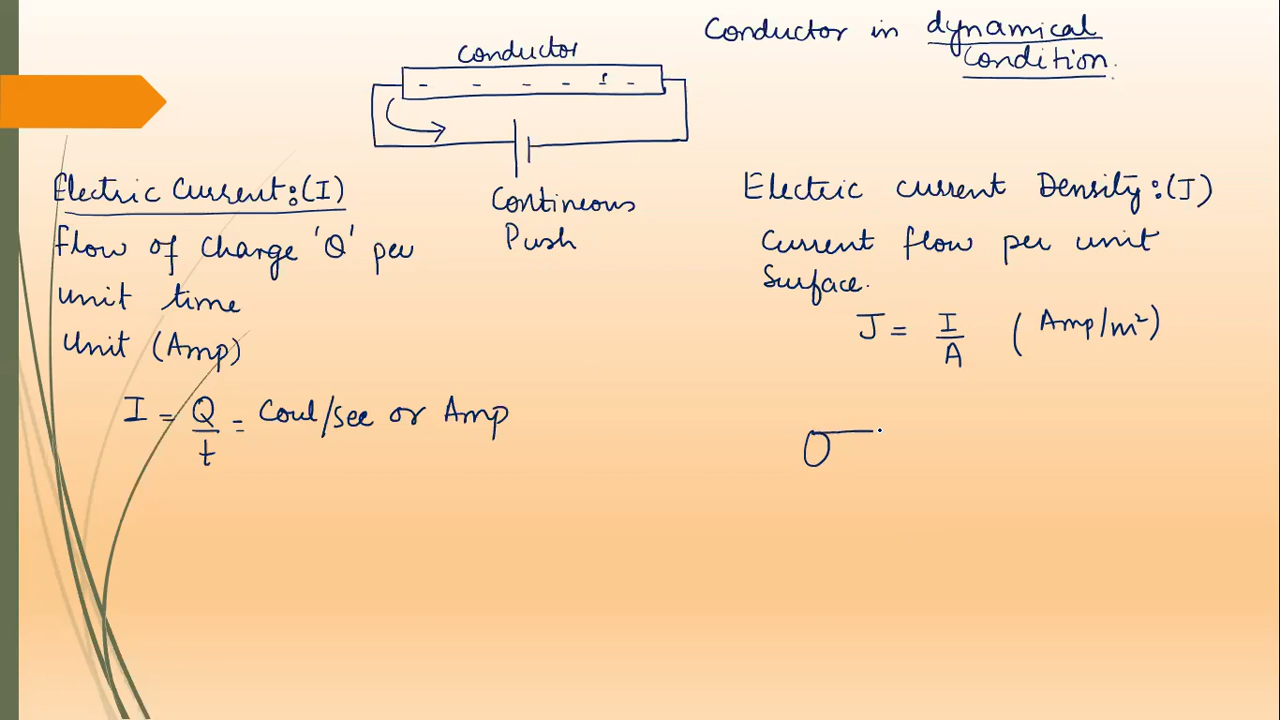 Conductor in dynamical
Condition.
Conductor
- - - - -
Contineous
Push
Electric Current:(I)
flow of charge 'Q' per
unit time
Unit (Amp)
I = Q/t = Coul/sec or Amp
Electric current Density:(J)
Current flow per unit
Surface.
J = I/A (Amp/m²)